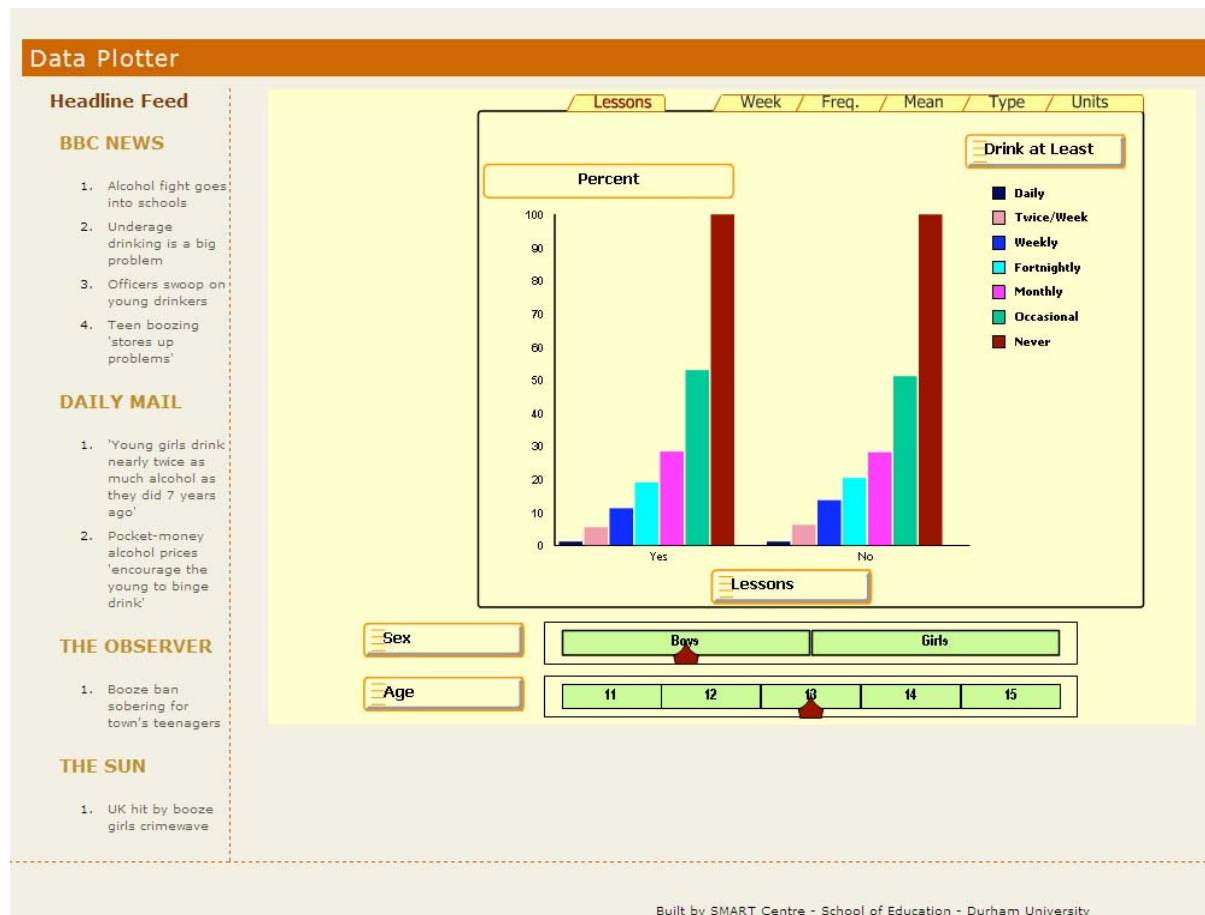 Data Plotter
Headline Feed
BBC NEWS
1. Alcohol fight goes
into schools
2. Underage
drinking is a big
problem
3. Officers swoop on
young drinkers
4. Teen boozing
'stores up
problems'
DAILY MAIL
1. 'Young girls drink
nearly twice as
much alcohol as
they did 7 years
ago'
2. Pocket-money
alcohol prices
'encourage the
young to binge
drink'
THE OBSERVER
1. Booze ban
sobering for
town's teenagers
THE SUN
1. UK hit by booze
girls crimewave
Lessons Week Freq. Mean Type Units
Drink at Least
Daily
Twice/Week
Weekly
Fortnightly
Monthly
Occasional
Never
Percent
100
90
80
70
60
50
40
30
20
10
0
Yes No
Lessons
Sex Boys Girls
Age 11 12 13 14 15
Built by SMART Centre - School of Education - Durham University